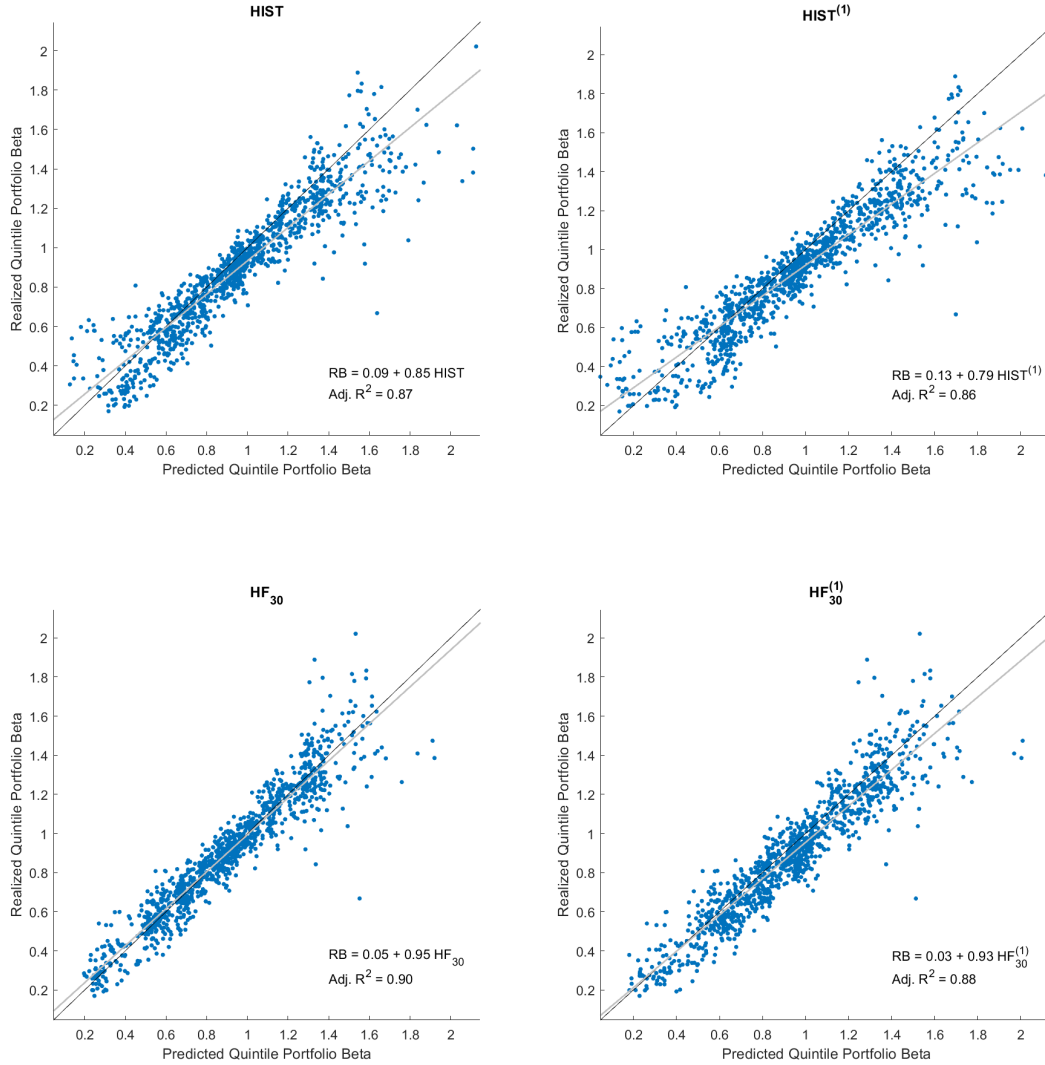 HIST
Realized Quintile Portfolio Beta
2
1.8
1.6
1.4
1.2
1
0.8
0.6
0.4
0.2
RB = 0.09 + 0.85 HIST
Adj. R² = 0.87
0.2 0.4 0.6 0.8 1 1.2 1.4 1.6 1.8 2
Predicted Quintile Portfolio Beta
HIST⁽¹⁾
Realized Quintile Portfolio Beta
2
1.8
1.6
1.4
1.2
1
0.8
0.6
0.4
0.2
RB = 0.13 + 0.79 HIST⁽¹⁾
Adj. R² = 0.86
0.2 0.4 0.6 0.8 1 1.2 1.4 1.6 1.8 2
Predicted Quintile Portfolio Beta
HF₃₀
Realized Quintile Portfolio Beta
2
1.8
1.6
1.4
1.2
1
0.8
0.6
0.4
0.2
RB = 0.05 + 0.95 HF₃₀
Adj. R² = 0.90
0.2 0.4 0.6 0.8 1 1.2 1.4 1.6 1.8 2
Predicted Quintile Portfolio Beta
HF₃₀⁽¹⁾
Realized Quintile Portfolio Beta
2
1.8
1.6
1.4
1.2
1
0.8
0.6
0.4
0.2
RB = 0.03 + 0.93 HF₃₀⁽¹⁾
Adj. R² = 0.88
0.2 0.4 0.6 0.8 1 1.2 1.4 1.6 1.8 2
Predicted Quintile Portfolio Beta